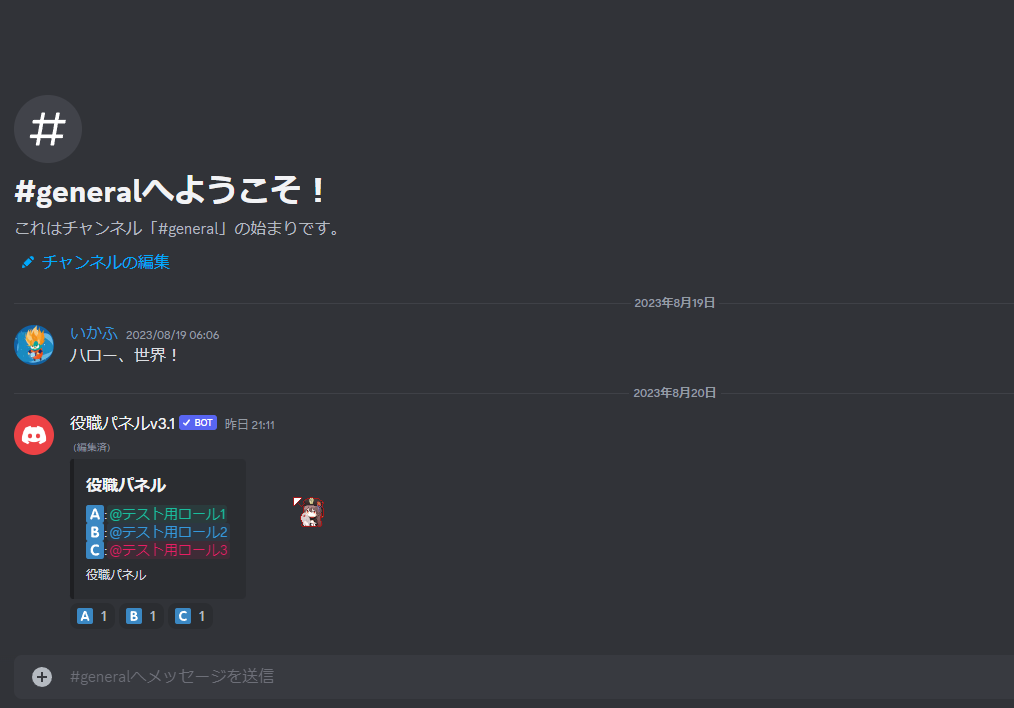 #generalへようこそ！
これはチャンネル「#general」の始まりです。
チャンネルの編集
2023年8月19日
いかふ 2023/08/19 06:06
ハロー、世界！
2023年8月20日
役職パネルv3.1 ✓ BOT 昨日 21:11
(編集済)
役職パネル
A:@テスト用ロール1
B:@テスト用ロール2
C:@テスト用ロール3
役職パネル
A 1 B 1 C 1
#generalへメッセージを送信